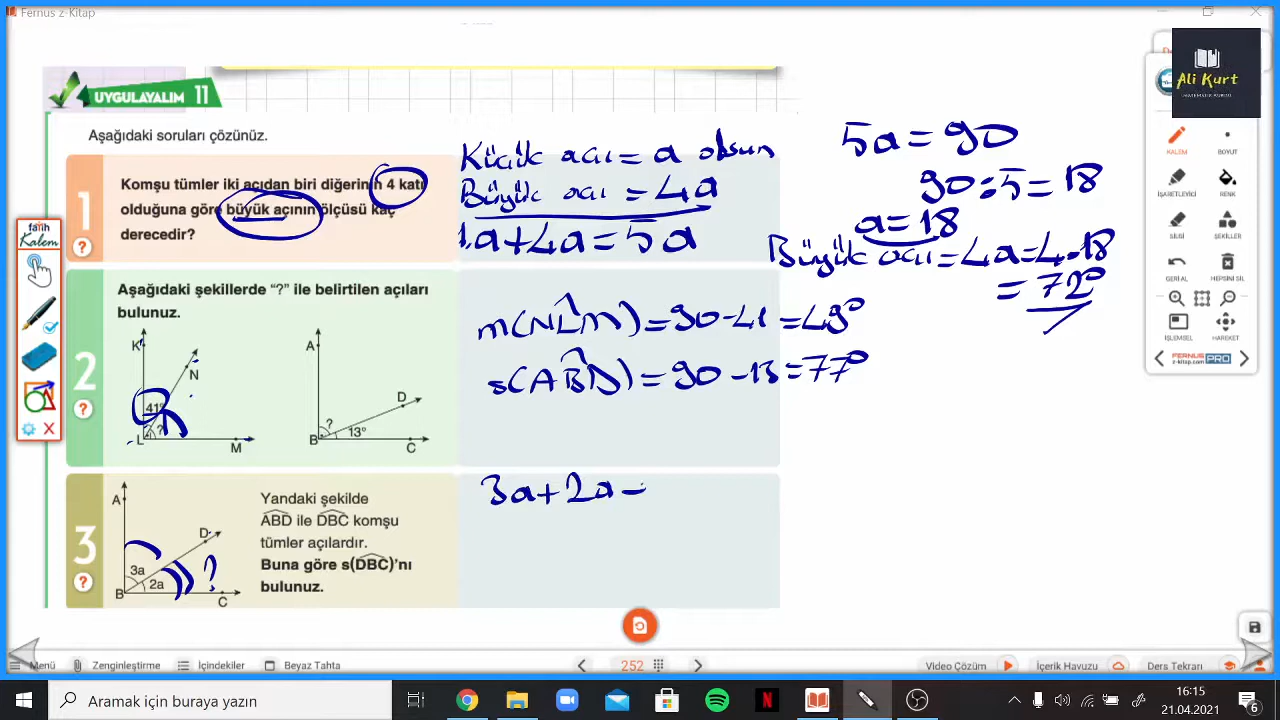 Fernus z-Kitap
Ali Kurt
UYGULAYALIM 11
Aşağıdaki soruları çözünüz.
1
Komşu tümler iki açıdan biri diğerinin 4 katı
olduğuna göre büyük açının ölçüsü kaç
derecedir?
?
Küçük açı = a olsun
Büyük açı = 4a
1a+4a=5a
5a=90
90:5=18
a=18
Büyük açı=4a=4.18
=72°
2
?
Aşağıdaki şekillerde “?” ile belirtilen açıları
bulunuz.
K
N
41°
?
L
M
A
D
?
13°
B
C
m(NLM)=90-41=49°
s(ABD)=90-13=77°
3
?
A
D
3a
2a
?
B
C
Yandaki şekilde
ABD ile DBC komşu
tümler açılardır.
Buna göre s(DBC)’nı
bulunuz.
3a+2a=
fatih
Kalem
KALEM
BOYUT
İŞARETLEYİCİ
RENK
SİLGİ
ŞEKİLLER
GERİ AL
HEPSİNİ SİL
İŞLEMSEL
HAREKET
FERNUS PRO
z-kitap.com
Menü
Zenginleştirme
İçindekiler
Beyaz Tahta
252
Video Çözüm
İçerik Havuzu
Ders Tekrarı
Aramak için buraya yazın
16:15
21.04.2021
6